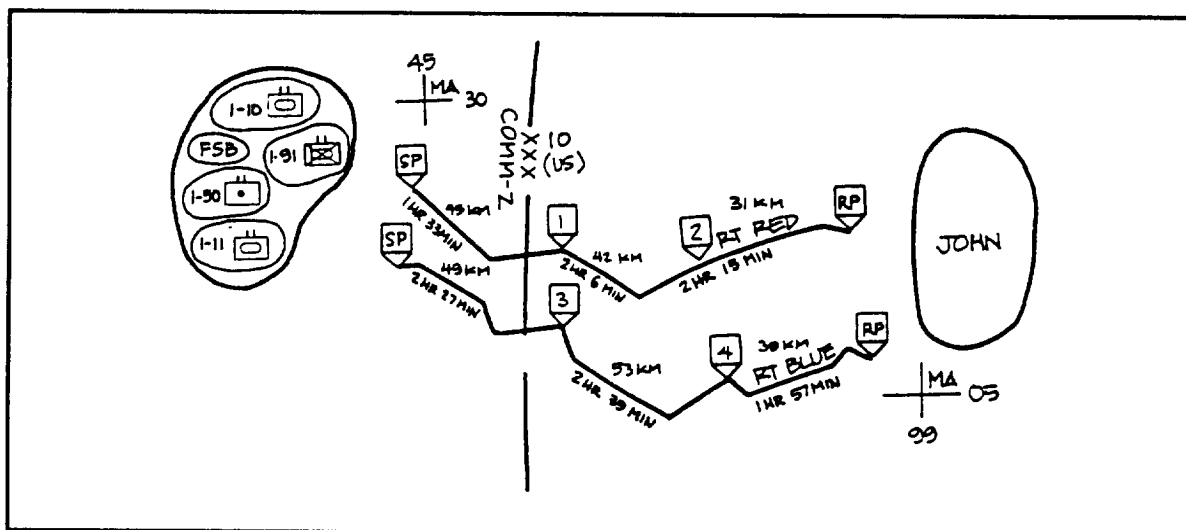 45
MA 30
1-10
FSB
1-91
1-50
1-11
COMM-Z
XXX
10
(US)
SP
45 KM
1 HR 33 MIN
1
42 KM
2 HR 6 MIN
2
31 KM
RT RED
2 HR 15 MIN
RP
JOHN
SP
49 KM
2 HR 27 MIN
3
53 KM
2 HR 39 MIN
4
39 KM
RT BLUE
1 HR 57 MIN
RP
MA 05
99